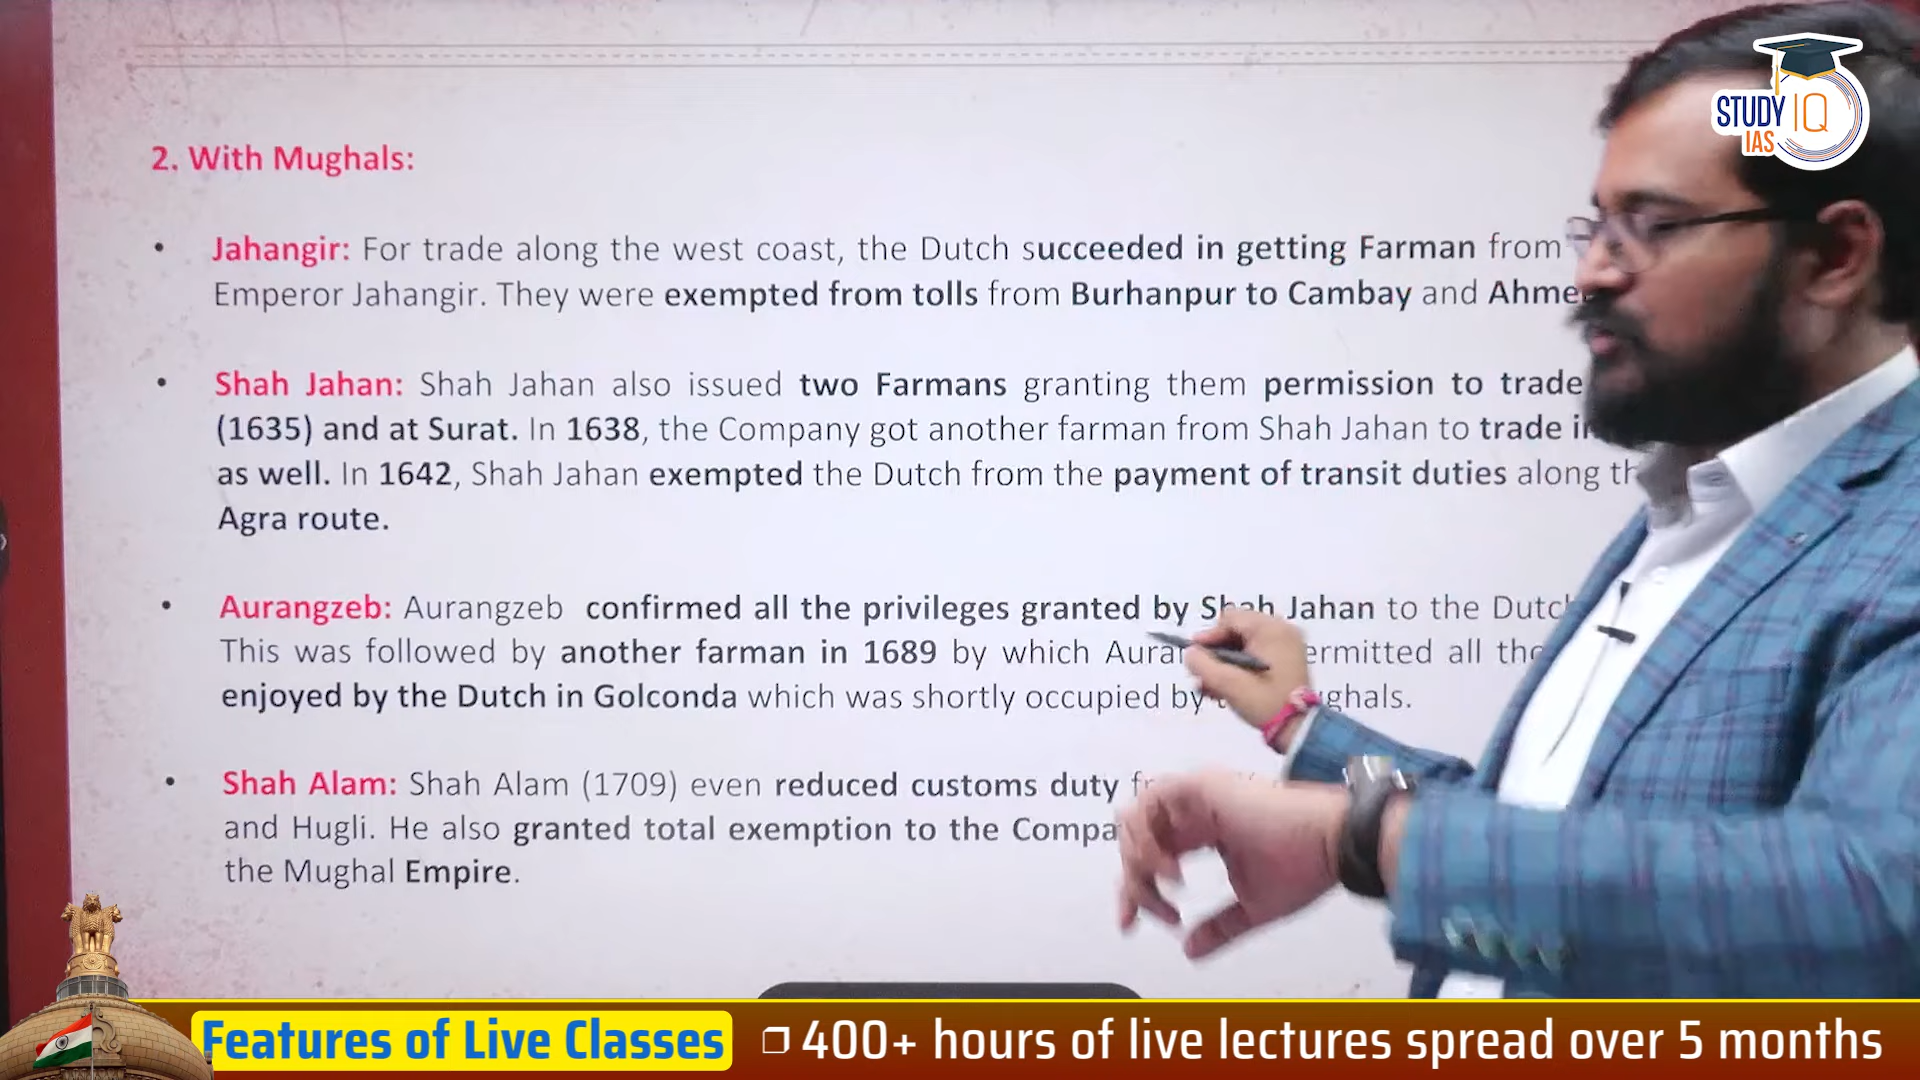 STUDY IQ
IAS
2. With Mughals:
• Jahangir: For trade along the west coast, the Dutch succeeded in getting Farman from
Emperor Jahangir. They were exempted from tolls from Burhanpur to Cambay and
• Shah Jahan: Shah Jahan also issued two Farmans granting them permission to trade
(1635) and at Surat. In 1638, the Company got another farman from Shah Jahan to trade
as well. In 1642, Shah Jahan exempted the Dutch from the payment of transit duties along
Agra route.
• Aurangzeb: Aurangzeb confirmed all the privileges granted by Shah Jahan to the Dutch
This was followed by another farman in 1689 by which all
enjoyed by the Dutch in Golconda which was shortly occupied by
• Shah Alam: Shah Alam (1709) even reduced customs duty
and Hugli. He also granted total exemption to the
the Mughal Empire.
Features of Live Classes ❐ 400+ hours of live lectures spread over 5 months